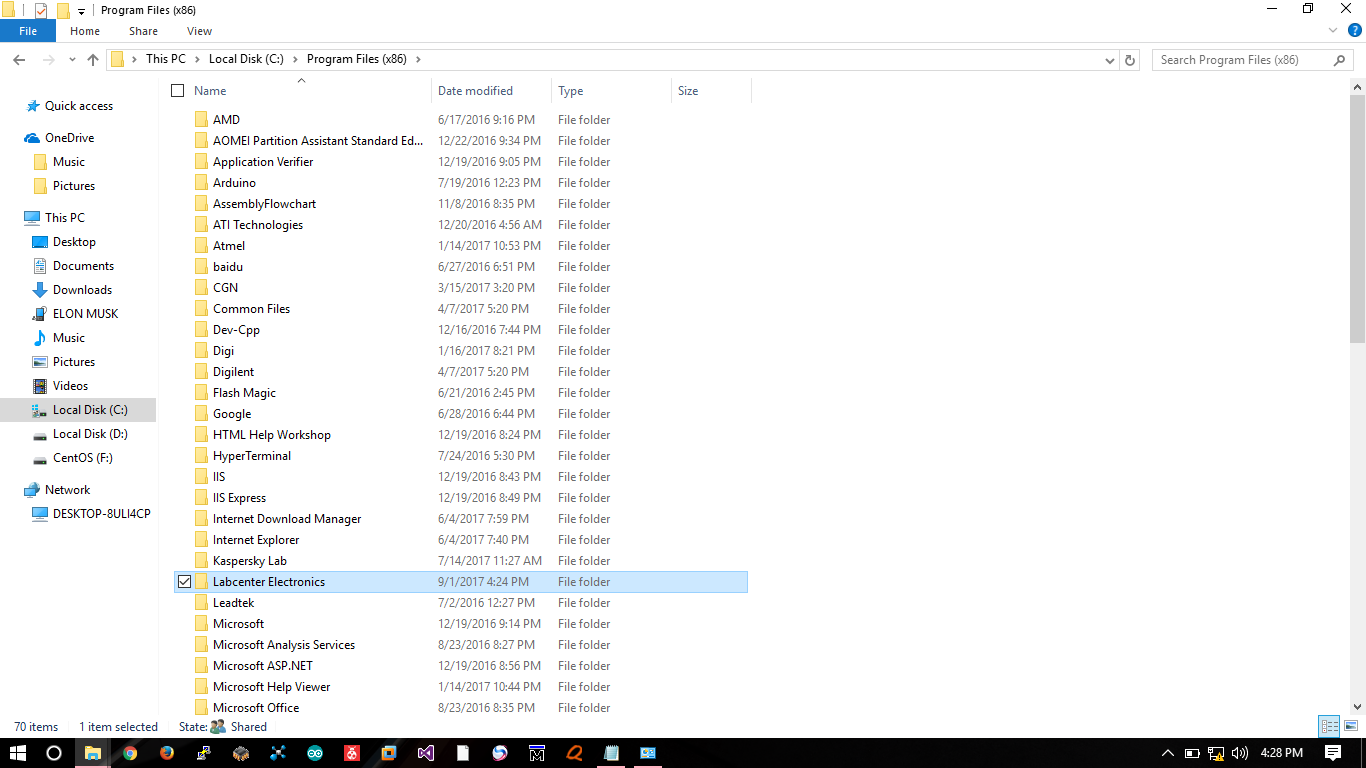 Program Files (x86)
File Home Share View
This PC Local Disk (C:) Program Files (x86)
Search Program Files (x86)
Quick access
OneDrive
Music
Pictures
This PC
Desktop
Documents
Downloads
ELON MUSK
Music
Pictures
Videos
Local Disk (C:)
Local Disk (D:)
CentOS (F:)
Network
DESKTOP-8ULI4CP
Name Date modified Type Size
AMD 6/17/2016 9:16 PM File folder
AOMEI Partition Assistant Standard Ed... 12/22/2016 9:34 PM File folder
Application Verifier 12/19/2016 9:05 PM File folder
Arduino 7/19/2016 12:23 PM File folder
AssemblyFlowchart 11/8/2016 8:35 PM File folder
ATI Technologies 12/20/2016 4:56 AM File folder
Atmel 1/14/2017 10:53 PM File folder
baidu 6/27/2016 6:51 PM File folder
CGN 3/15/2017 3:20 PM File folder
Common Files 4/7/2017 5:20 PM File folder
Dev-Cpp 12/16/2016 7:44 PM File folder
Digi 1/16/2017 8:21 PM File folder
Digilent 4/7/2017 5:20 PM File folder
Flash Magic 6/21/2016 2:45 PM File folder
Google 6/28/2016 6:44 PM File folder
HTML Help Workshop 12/19/2016 8:24 PM File folder
HyperTerminal 7/24/2016 5:30 PM File folder
IIS 12/19/2016 8:43 PM File folder
IIS Express 12/19/2016 8:49 PM File folder
Internet Download Manager 6/4/2017 7:59 PM File folder
Internet Explorer 6/4/2017 7:40 PM File folder
Kaspersky Lab 7/14/2017 11:27 AM File folder
Labcenter Electronics 9/1/2017 4:24 PM File folder
Leadtek 7/2/2016 12:27 PM File folder
Microsoft 12/19/2016 9:14 PM File folder
Microsoft Analysis Services 8/23/2016 8:27 PM File folder
Microsoft ASP.NET 12/19/2016 8:56 PM File folder
Microsoft Help Viewer 1/14/2017 10:44 PM File folder
Microsoft Office 8/23/2016 8:35 PM File folder
70 items 1 item selected State: Shared
4:28 PM